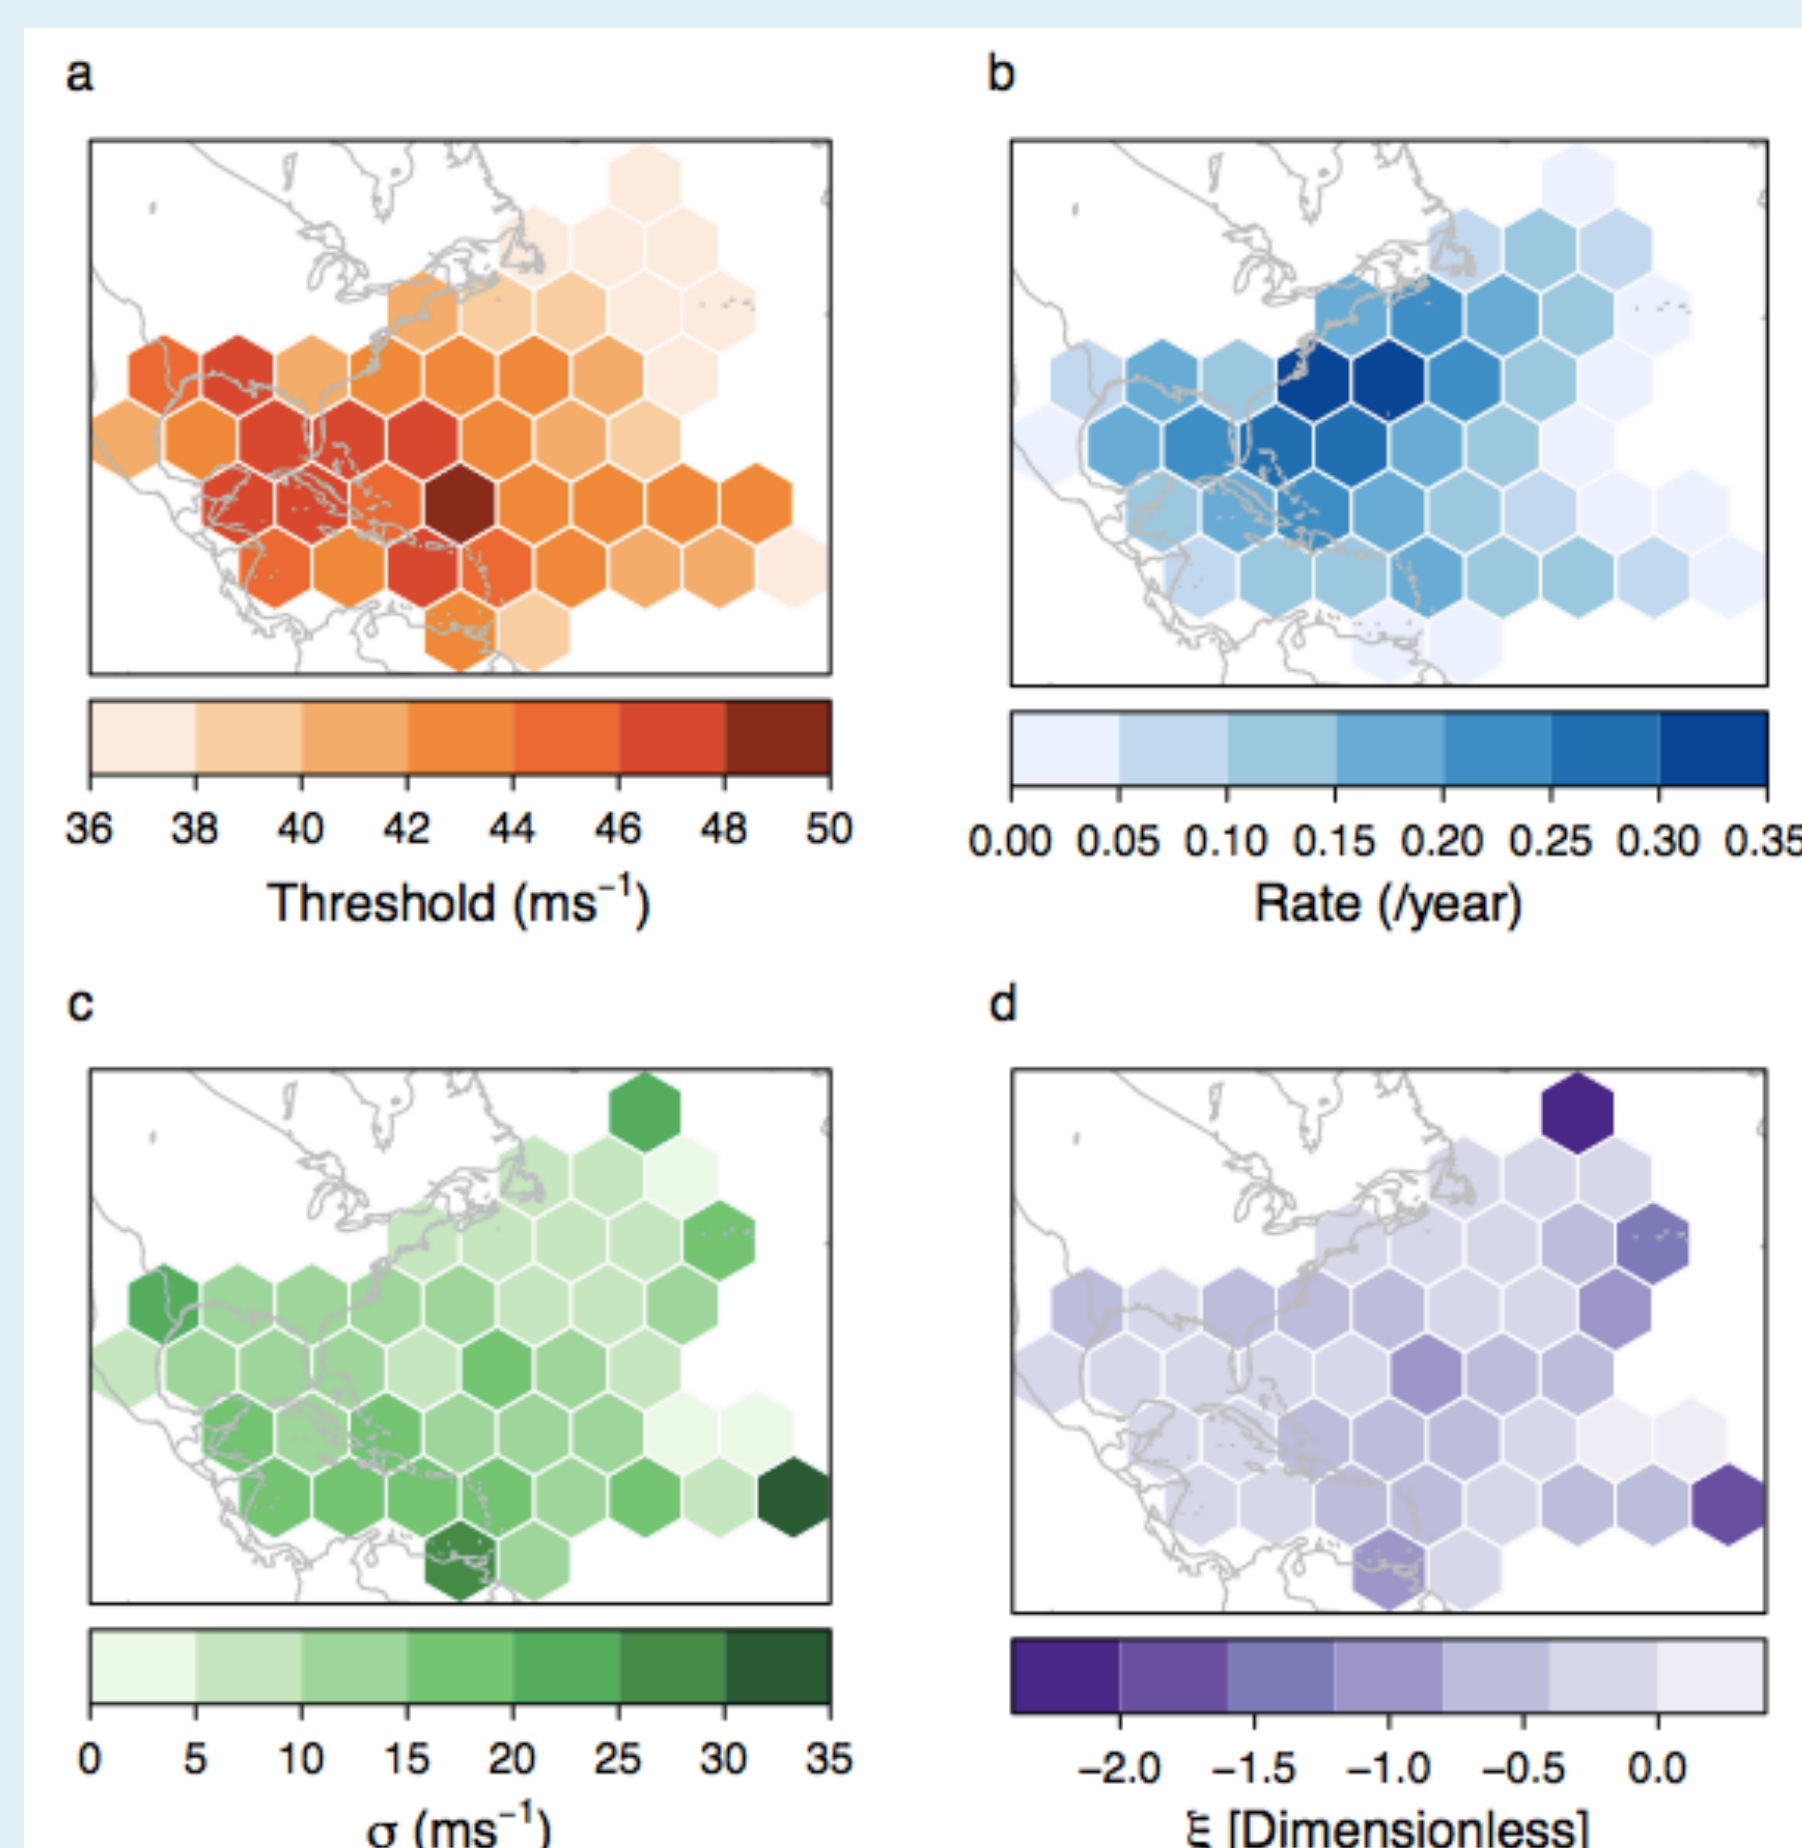 a
b
36 38 40 42 44 46 48 50
Threshold (ms⁻¹)
0.00 0.05 0.10 0.15 0.20 0.25 0.30 0.35
Rate (/year)
c
d
0 5 10 15 20 25 30 35
σ (ms⁻¹)
−2.0 −1.5 −1.0 −0.5 0.0
ξ [Dimensionless]